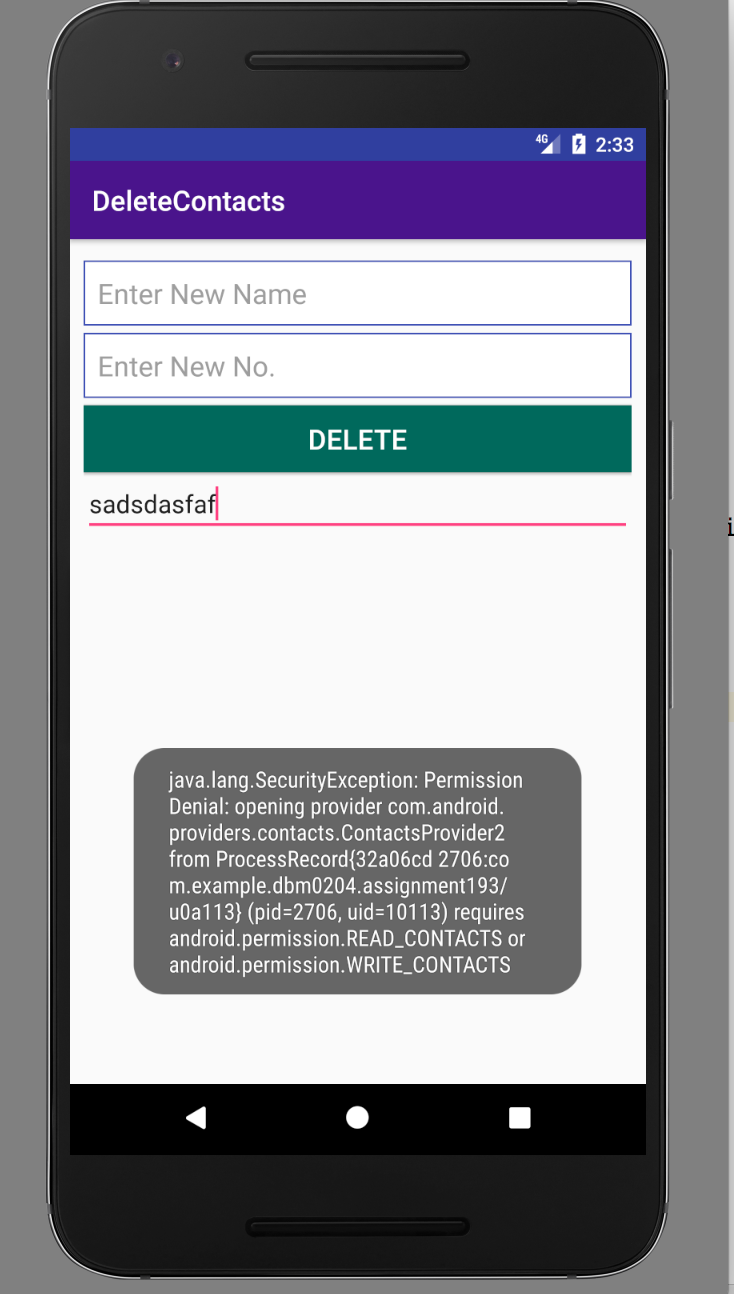 4G 2:33
DeleteContacts
Enter New Name
Enter New No.
DELETE
sadsdasfaf
java.lang.SecurityException: Permission
Denial: opening provider com.android.
providers.contacts.ContactsProvider2
from ProcessRecord{32a06cd 2706:co
m.example.dbm0204.assignment193/
u0a113} (pid=2706, uid=10113) requires
android.permission.READ_CONTACTS or
android.permission.WRITE_CONTACTS